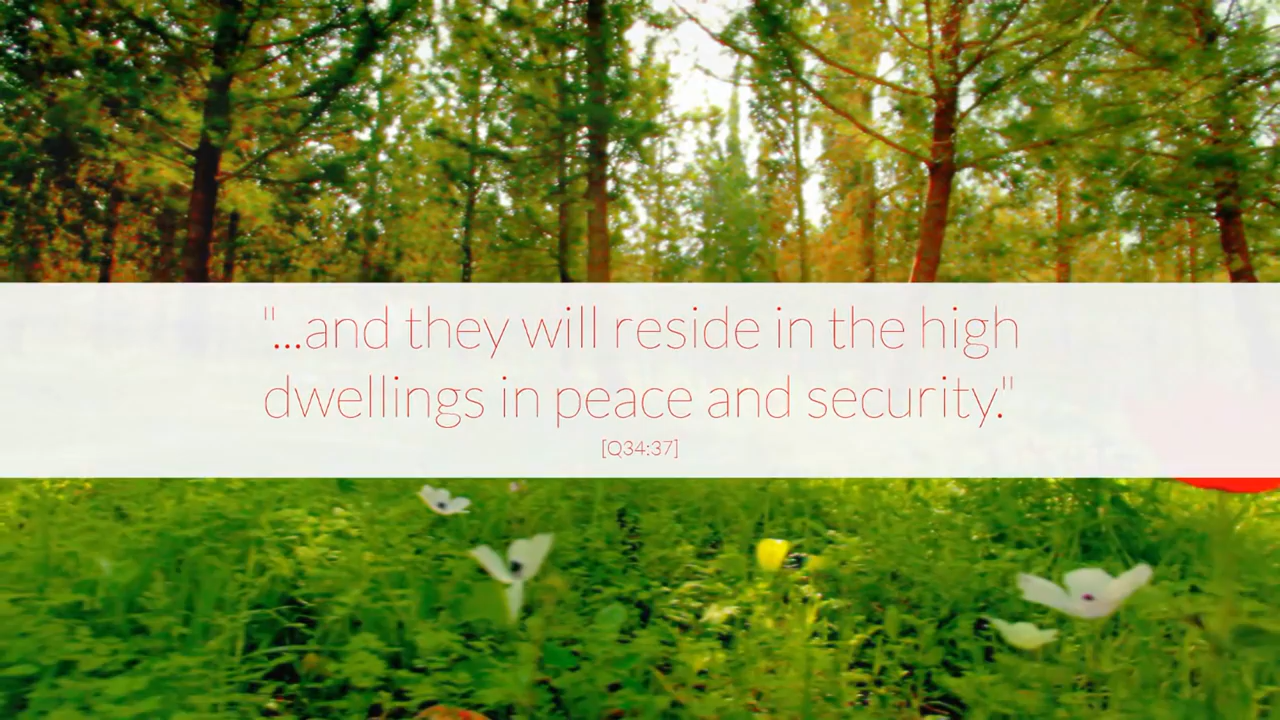 "...and they will reside in the high
dwellings in peace and security."
[Q34:37]